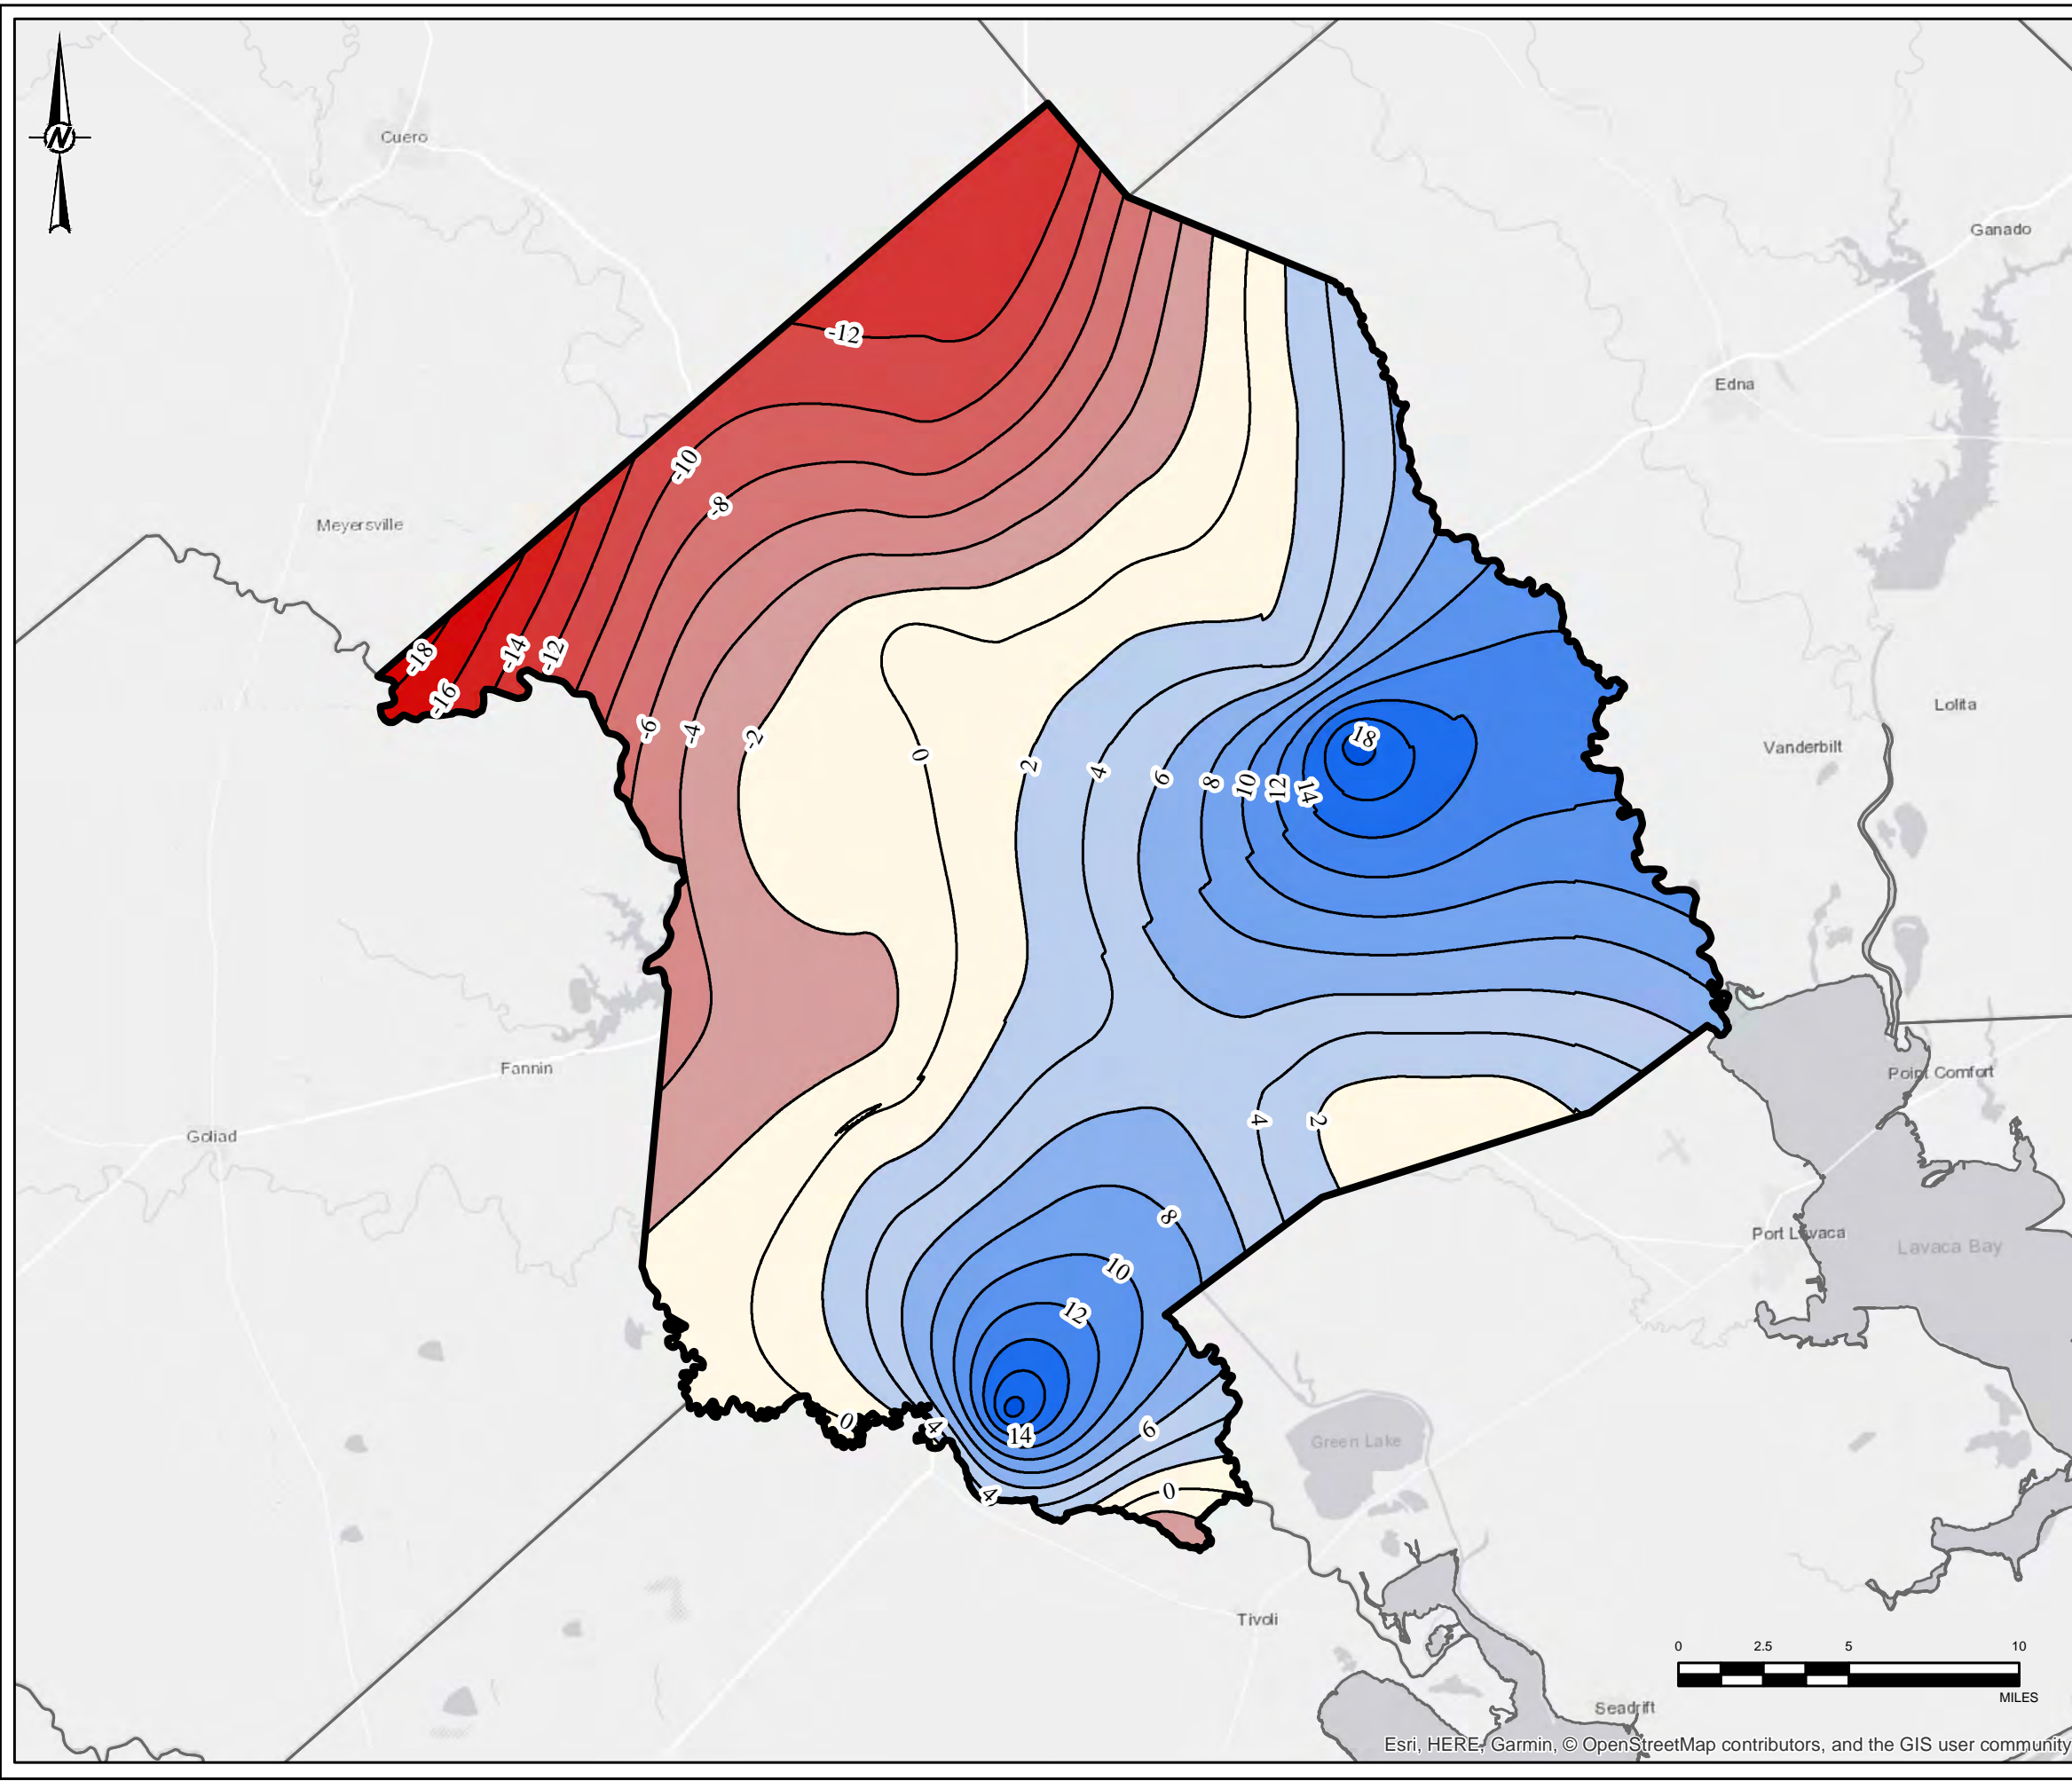 N
Cuero
Ganado
-12
Edna
-10
-8
Meyersville
-18
-14
-12
-16
-6
-4
-2
0
2
4
6
8
10
12
14
18
Lolita
Vanderbilt
Fannin
Point Comfort
Goliad
4
2
8
Port Lavaca
Lavaca Bay
10
12
0
4
14
6
Green Lake
4
0
Tivoli
0 2.5 5 10
MILES
Seadrift
Esri, HERE, Garmin, © OpenStreetMap contributors, and the GIS user community